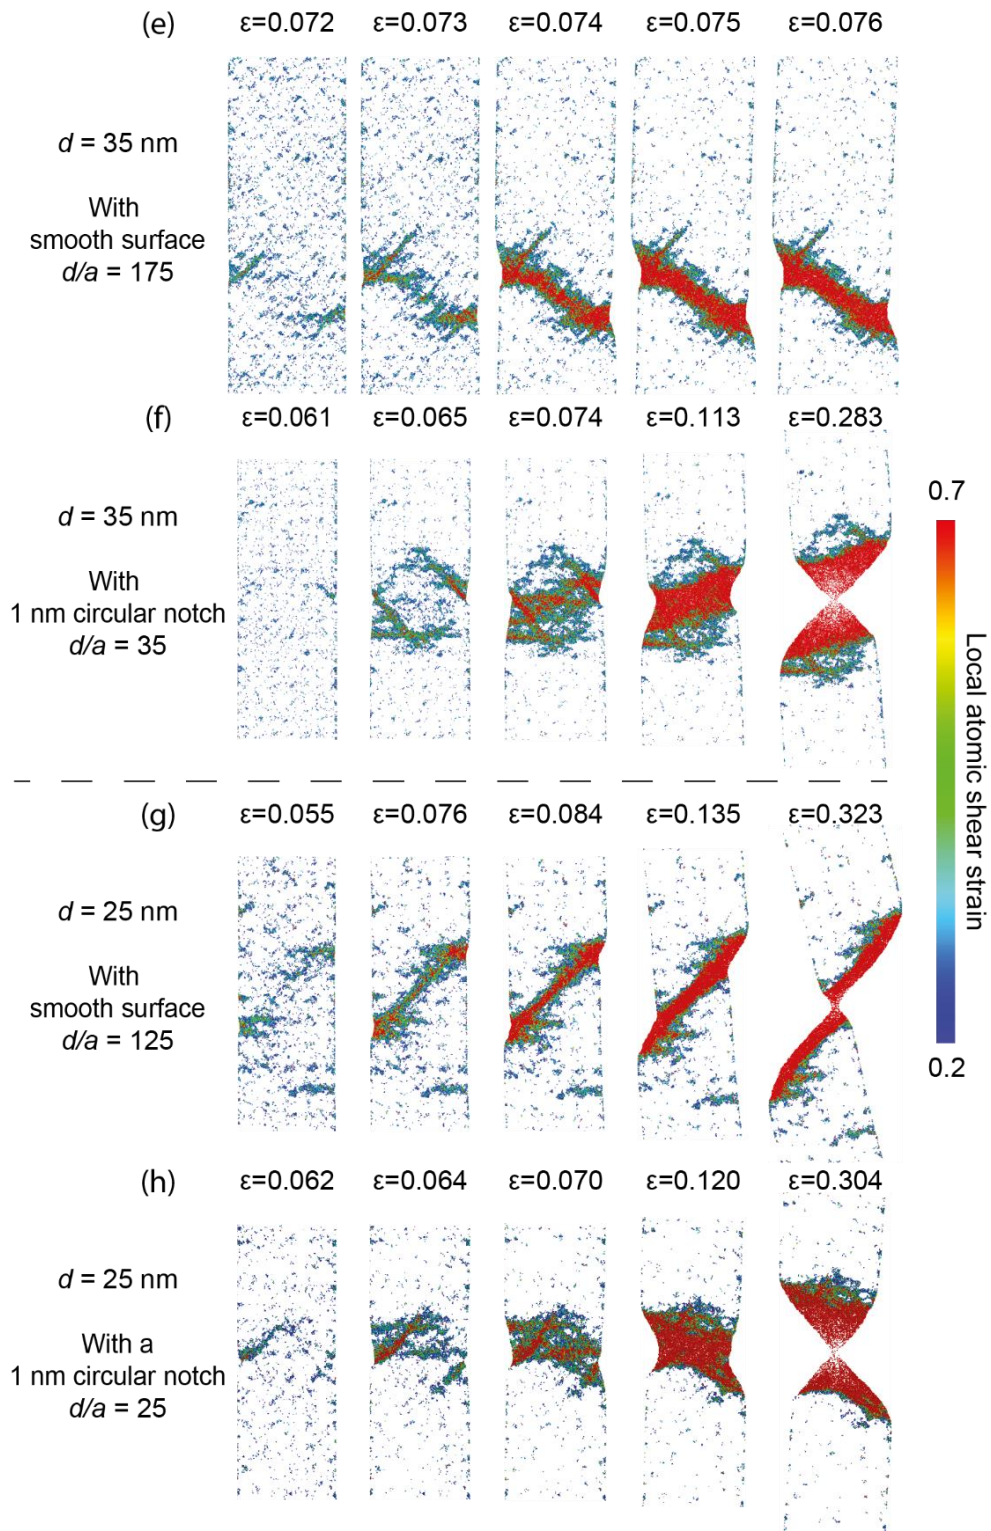 (e) ε=0.072 ε=0.073 ε=0.074 ε=0.075 ε=0.076
d = 35 nm
With
smooth surface
d/a = 175
(f) ε=0.061 ε=0.065 ε=0.074 ε=0.113 ε=0.283
d = 35 nm
With
1 nm circular notch
d/a = 35
0.7
Local atomic shear strain
0.2
(g) ε=0.055 ε=0.076 ε=0.084 ε=0.135 ε=0.323
d = 25 nm
With
smooth surface
d/a = 125
(h) ε=0.062 ε=0.064 ε=0.070 ε=0.120 ε=0.304
d = 25 nm
With a
1 nm circular notch
d/a = 25